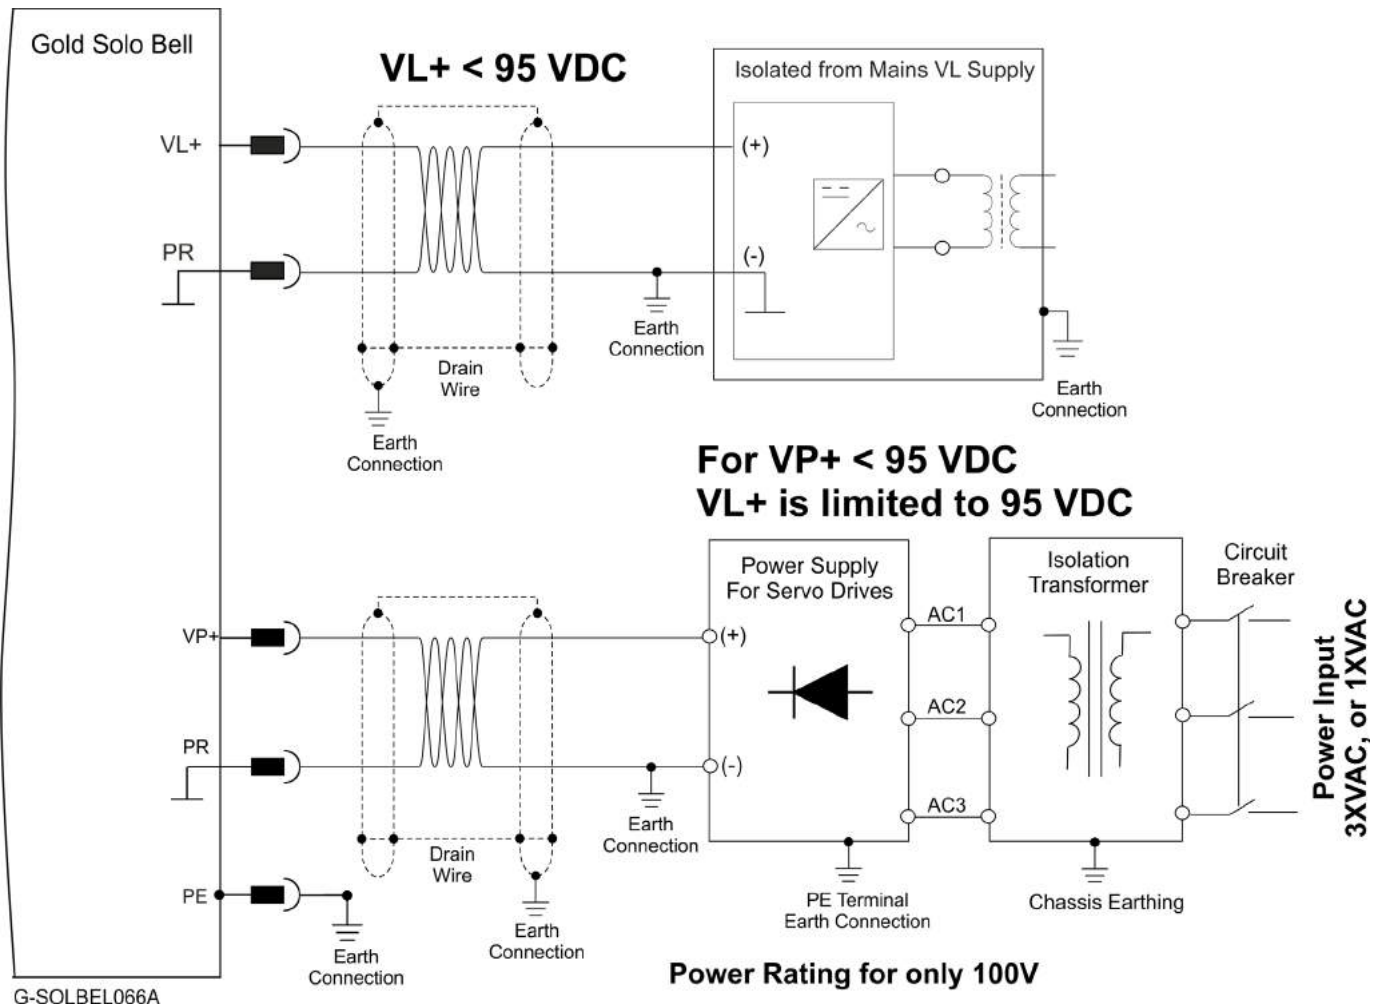 Gold Solo Bell
VL+ < 95 VDC
Isolated from Mains VL Supply
VL+
(+)
PR
(-)
Earth
Connection
Drain
Wire
Earth
Connection
Earth
Connection
For VP+ < 95 VDC
VL+ is limited to 95 VDC
Power Supply
For Servo Drives
Isolation
Transformer
Circuit
Breaker
VP+
(+)
AC1
AC2
AC3
PR
(-)
Power Input
3XVAC, or 1XVAC
Earth
Connection
Drain
Wire
PE
PE Terminal
Earth Connection
Chassis Earthing
Earth
Connection
Earth
Connection
Power Rating for only 100V
G-SOLBEL066A